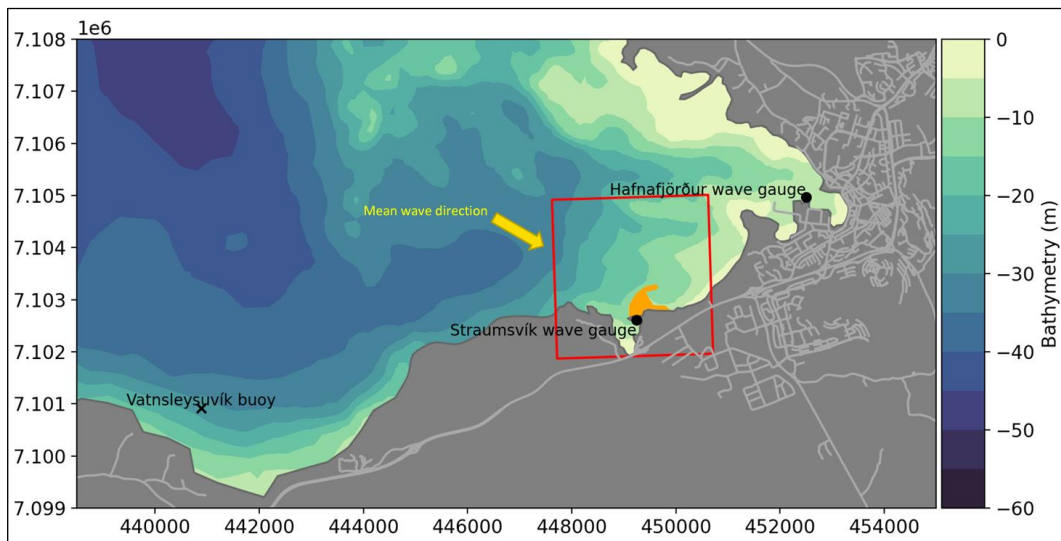 1e6
7.108
7.107
7.106
7.105
7.104
7.103
7.102
7.101
7.100
7.099
Hafnafjörður wave gauge
Mean wave direction
Straumsvík wave gauge
Vatnsleysuvík buoy
440000 442000 444000 446000 448000 450000 452000 454000
0
−10
−20
−30
−40
−50
−60
Bathymetry (m)